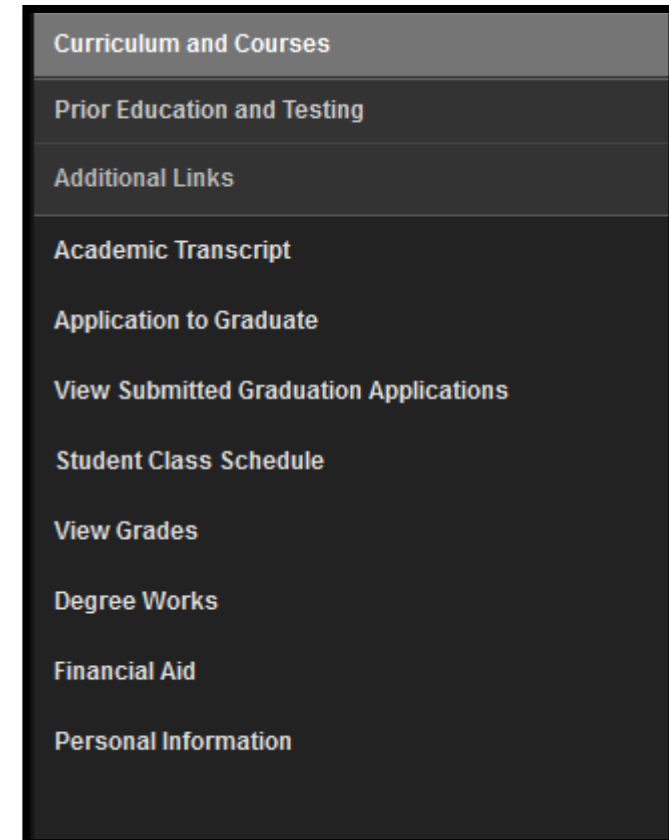 Curriculum and Courses
Prior Education and Testing
Additional Links
Academic Transcript
Application to Graduate
View Submitted Graduation Applications
Student Class Schedule
View Grades
Degree Works
Financial Aid
Personal Information